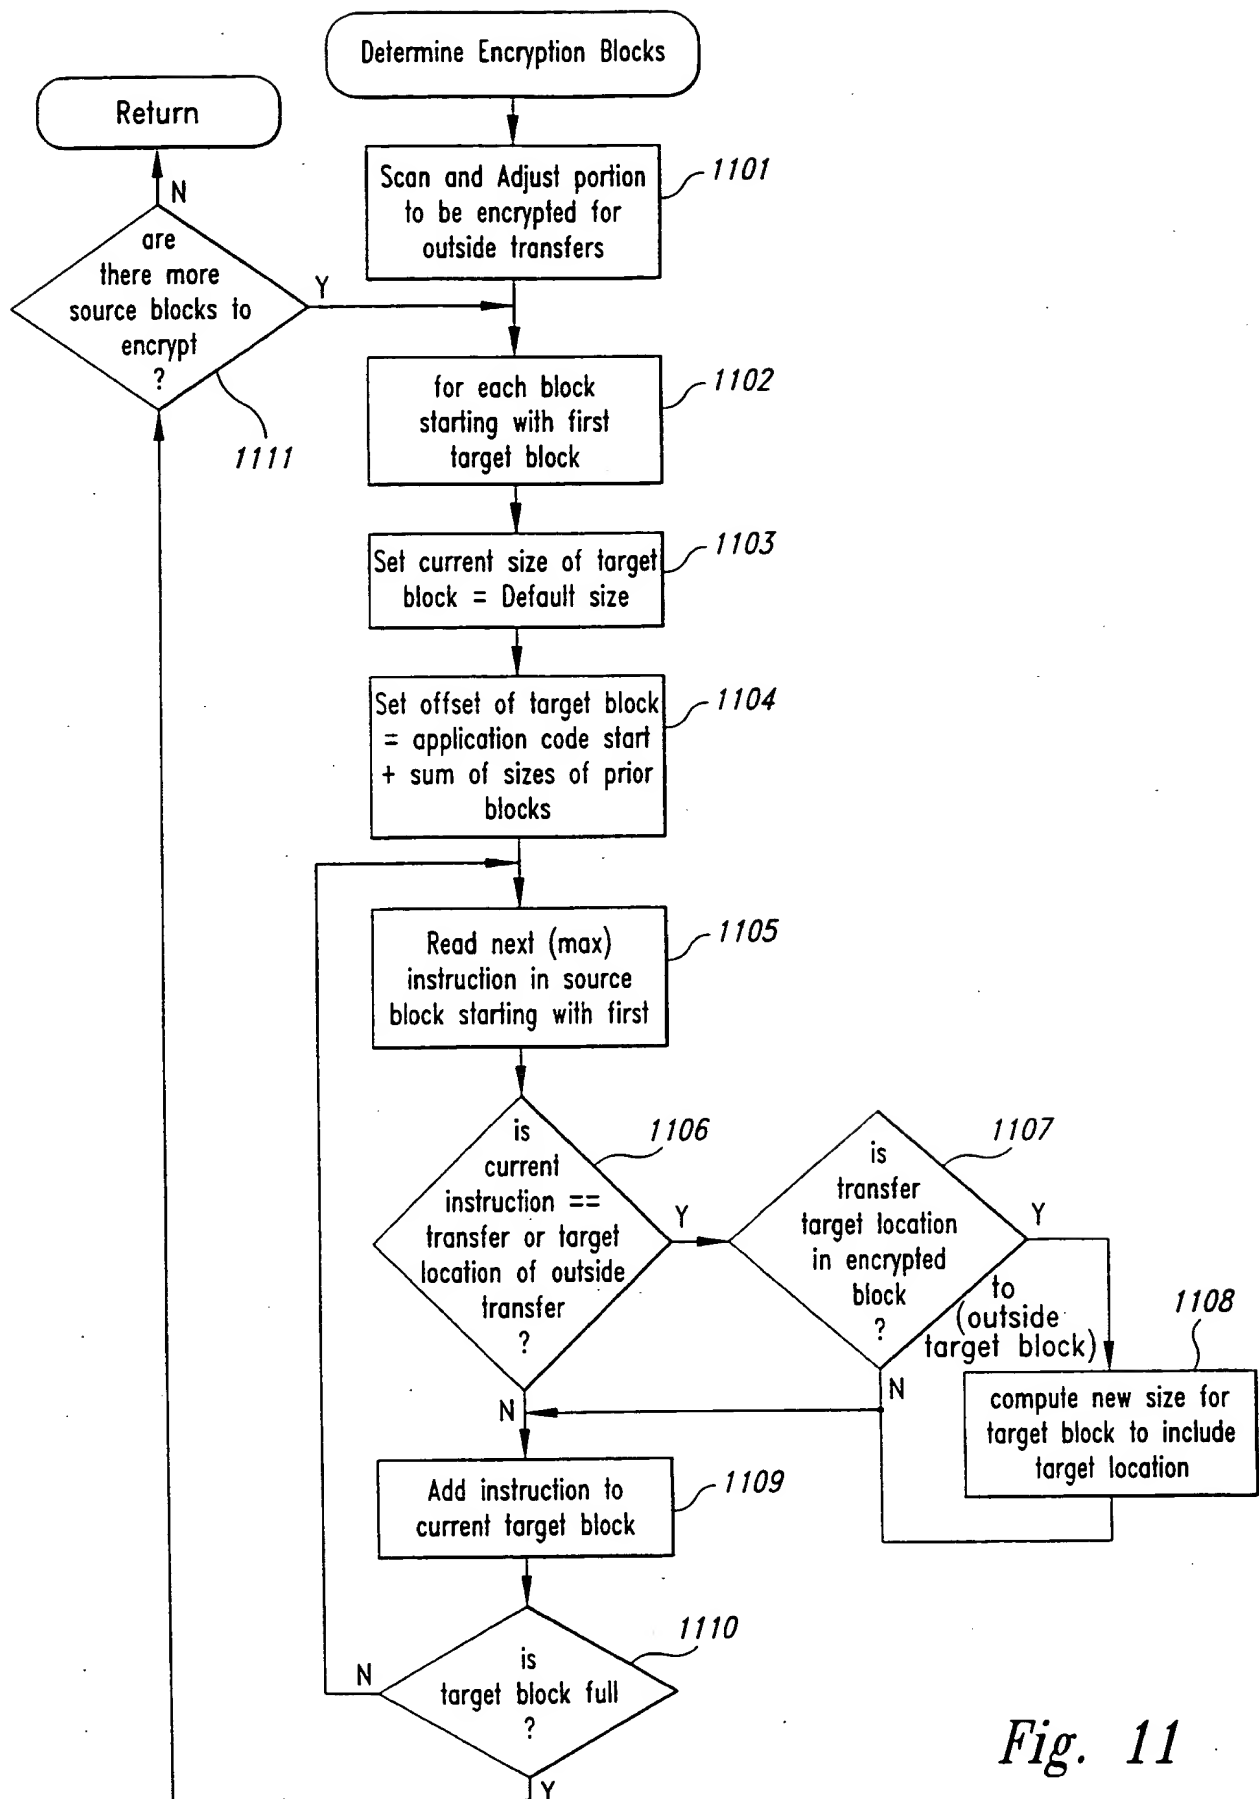 Determine Encryption Blocks
Return
Scan and Adjust portion
to be encrypted for
outside transfers
1101
N
are
there more
source blocks to
encrypt
?
Y
1111
for each block
starting with first
target block
1102
Set current size of target
block = Default size
1103
Set offset of target block
= application code start
+ sum of sizes of prior
blocks
1104
Read next (max)
instruction in source
block starting with first
1105
is
current
instruction ==
transfer or target
location of outside
transfer
?
1106
Y
N
is
transfer
target location
in encrypted
block
?
1107
Y
to
(outside
target block)
N
1108
compute new size for
target block to include
target location
Add instruction to
current target block
1109
is
target block full
?
1110
N
Y
Fig. 11